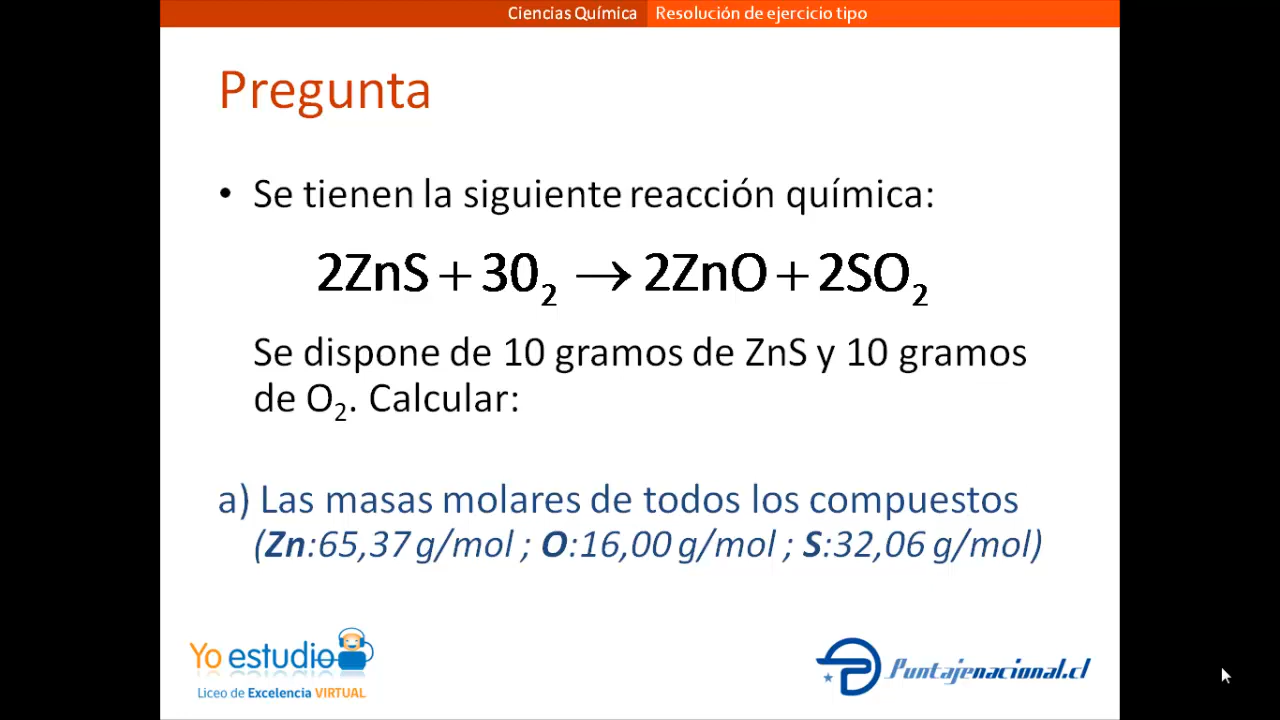 Ciencias Química Resolución de ejercicio tipo
Pregunta
• Se tienen la siguiente reacción química:
2ZnS + 3O₂ → 2ZnO + 2SO₂
Se dispone de 10 gramos de ZnS y 10 gramos
de O₂. Calcular:
a) Las masas molares de todos los compuestos
(Zn:65,37 g/mol ; O:16,00 g/mol ; S:32,06 g/mol)
Yo estudio
Liceo de Excelencia VIRTUAL
Puntajenacional.cl